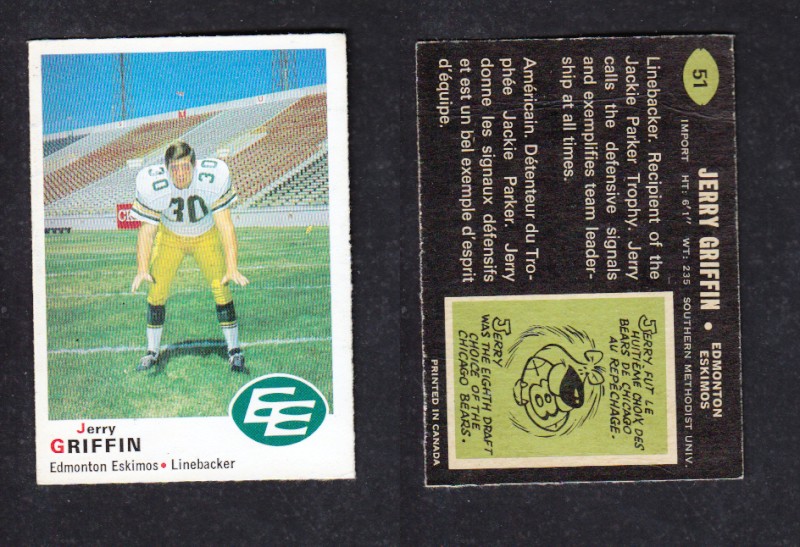 30 30
30
EE
Jerry
GRIFFIN
Edmonton Eskimos • Linebacker
51
JERRY GRIFFIN • EDMONTON
ESKIMOS
IMPORT HT: 6'1" WT: 235 SOUTHERN METHODIST UNIV.
Linebacker. Recipient of the
Jackie Parker Trophy. Jerry
calls the defensive signals
and exemplifies team leader-
ship at all times.
Américain. Détenteur du Tro-
phée Jackie Parker. Jerry
donne les signaux défensifs
et est un bel exemple d'esprit
d'équipe.
JERRY FUT LE
HUITIÈME CHOIX DES
BEARS DE CHICAGO
AU REPÊCHAGE.
8
JERRY
WAS THE EIGHTH DRAFT
CHOICE OF THE
CHICAGO BEARS.
PRINTED IN CANADA